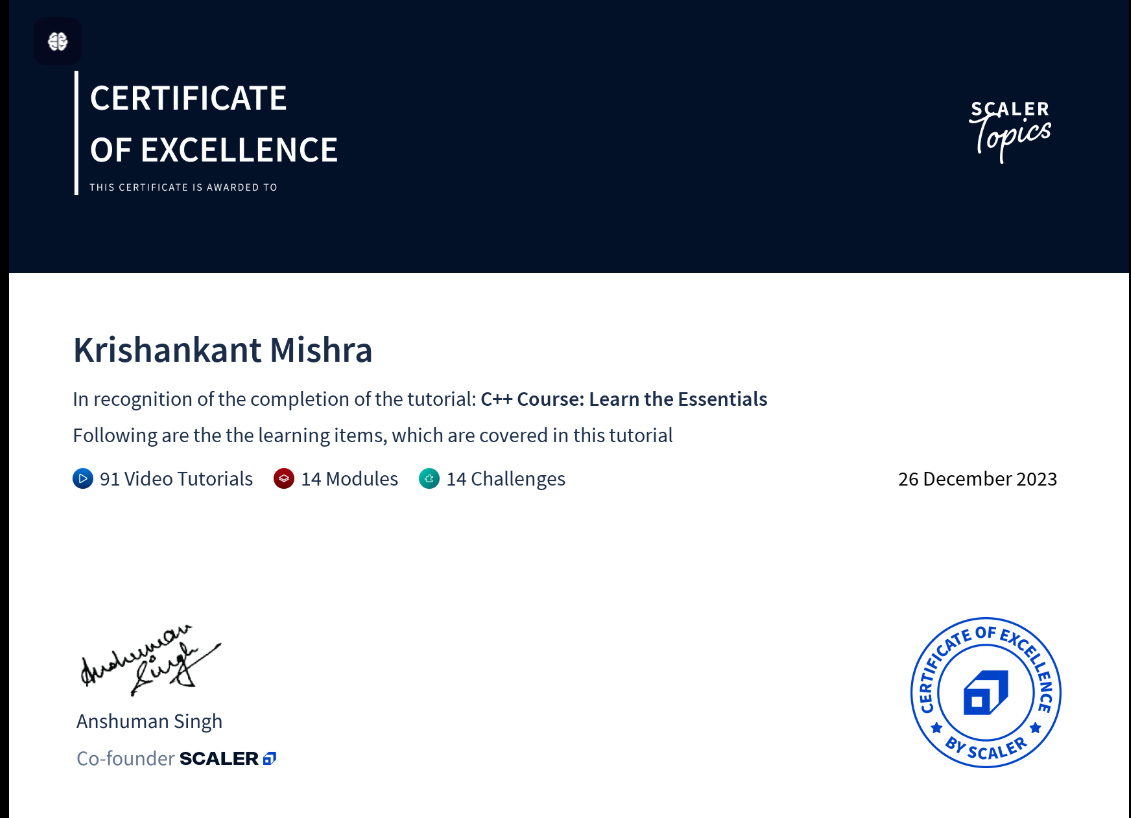 CERTIFICATE
OF EXCELLENCE
THIS CERTIFICATE IS AWARDED TO
SCALER
Topics
Krishankant Mishra
In recognition of the completion of the tutorial: C++ Course: Learn the Essentials
Following are the the learning items, which are covered in this tutorial
91 Video Tutorials 14 Modules 14 Challenges
26 December 2023
Anshuman
Singh
Anshuman Singh
Co-founder SCALER
CERTIFICATE OF EXCELLENCE
BY SCALER